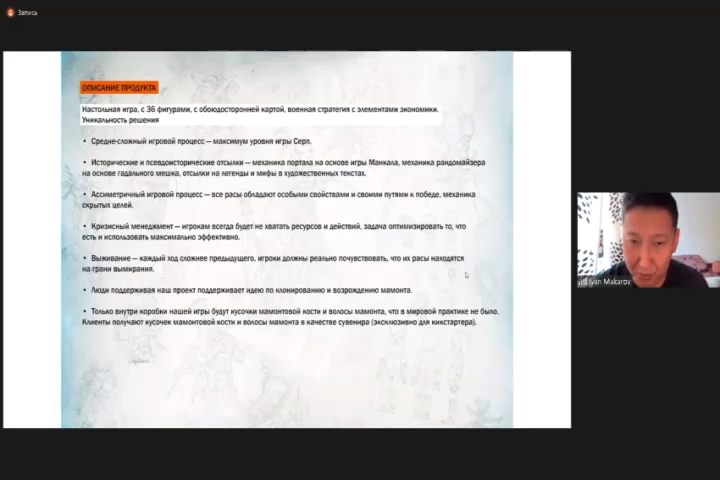 Запись
ОПИСАНИЕ ПРОДУКТА
Настольная игра, с 36 фигурами, с обоюдосторонней картой, военная стратегия с элементами экономики.
Уникальность решения
• Средне-сложный игровой процесс — максимум уровня игры Серп.
• Исторические и псевдоисторические отсылки — механика портала на основе игры Манкала, механика рандомайзера
на основе гадального мешка, отсылки на легенды и мифы в художественных текстах.
• Ассиметричный игровой процесс — все расы обладают особыми свойствами и своими путями к победе, механика
скрытых целей.
• Кризисный менеджмент — игрокам всегда будет не хватать ресурсов и действий, задача оптимизировать то, что
есть и использовать максимально эффективно.
• Выживание — каждый ход сложнее предыдущего, игроки должны реально почувствовать, что их расы находятся
на грани вымирания.
• Люди поддерживая наш проект поддерживает идею по клонированию и возрождению мамонта.
• Только внутри коробки нашей игры будут кусочки мамонтовой кости и волосы мамонта, что в мировой практике не было.
Клиенты получают кусочек мамонтовой кости и волосы мамонта в качестве сувенира (эксклюзивно для кикстартера).
Ivan Makarov